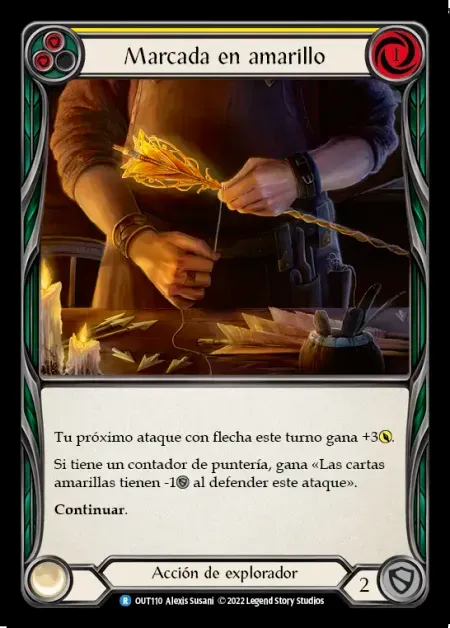 Marcada en amarillo
1
Tu próximo ataque con flecha este turno gana +3.
Si tiene un contador de puntería, gana «Las cartas
amarillas tienen -1 al defender este ataque».
Continuar.
Acción de explorador
2
R OUT110 Alexis Susani © 2022 Legend Story Studios